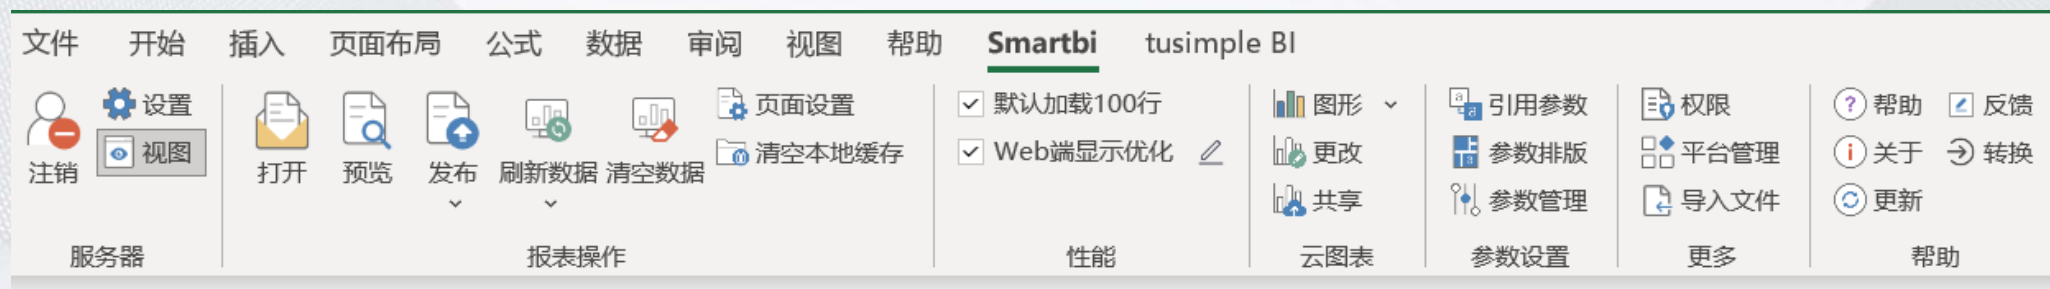 文件 开始 插入 页面布局 公式 数据 审阅 视图 帮助 Smartbi tusimple BI
注销
设置
视图
服务器
打开
预览
发布
刷新数据
清空数据
页面设置
清空本地缓存
报表操作
默认加载100行
Web端显示优化
性能
图形
更改
共享
云图表
引用参数
参数排版
参数管理
参数设置
权限
平台管理
导入文件
更多
帮助
关于
更新
反馈
转换
帮助